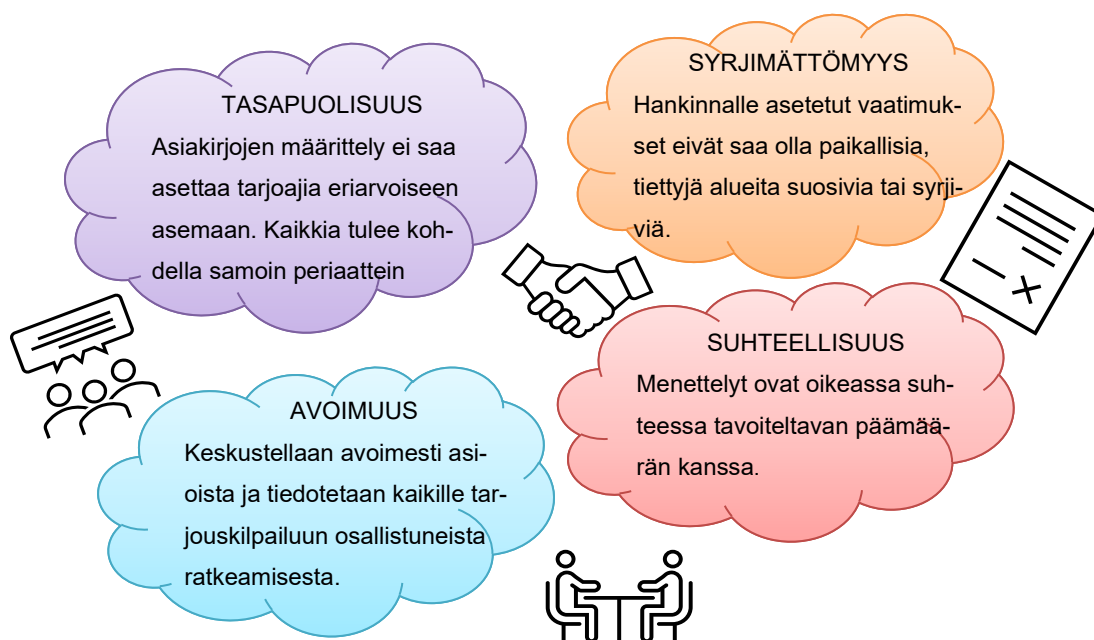 TASAPUOLISUUS
Asiakirjojen määrittely ei saa
asettaa tarjoajia eriarvoiseen
asemaan. Kaikkia tulee koh-
della samoin periaattein
SYRJIMÄTTÖMYYS
Hankinnalle asetetut vaatimuk-
set eivät saa olla paikallisia,
tiettyjä alueita suosivia tai syrji-
viä.
AVOIMUUS
Keskustellaan avoimesti asi-
oista ja tiedotetaan kaikille tar-
jouskilpailuun osallistuneista
ratkeamisesta.
SUHTEELLISUUS
Menettelyt ovat oikeassa suh-
teessa tavoiteltavan päämää-
rän kanssa.